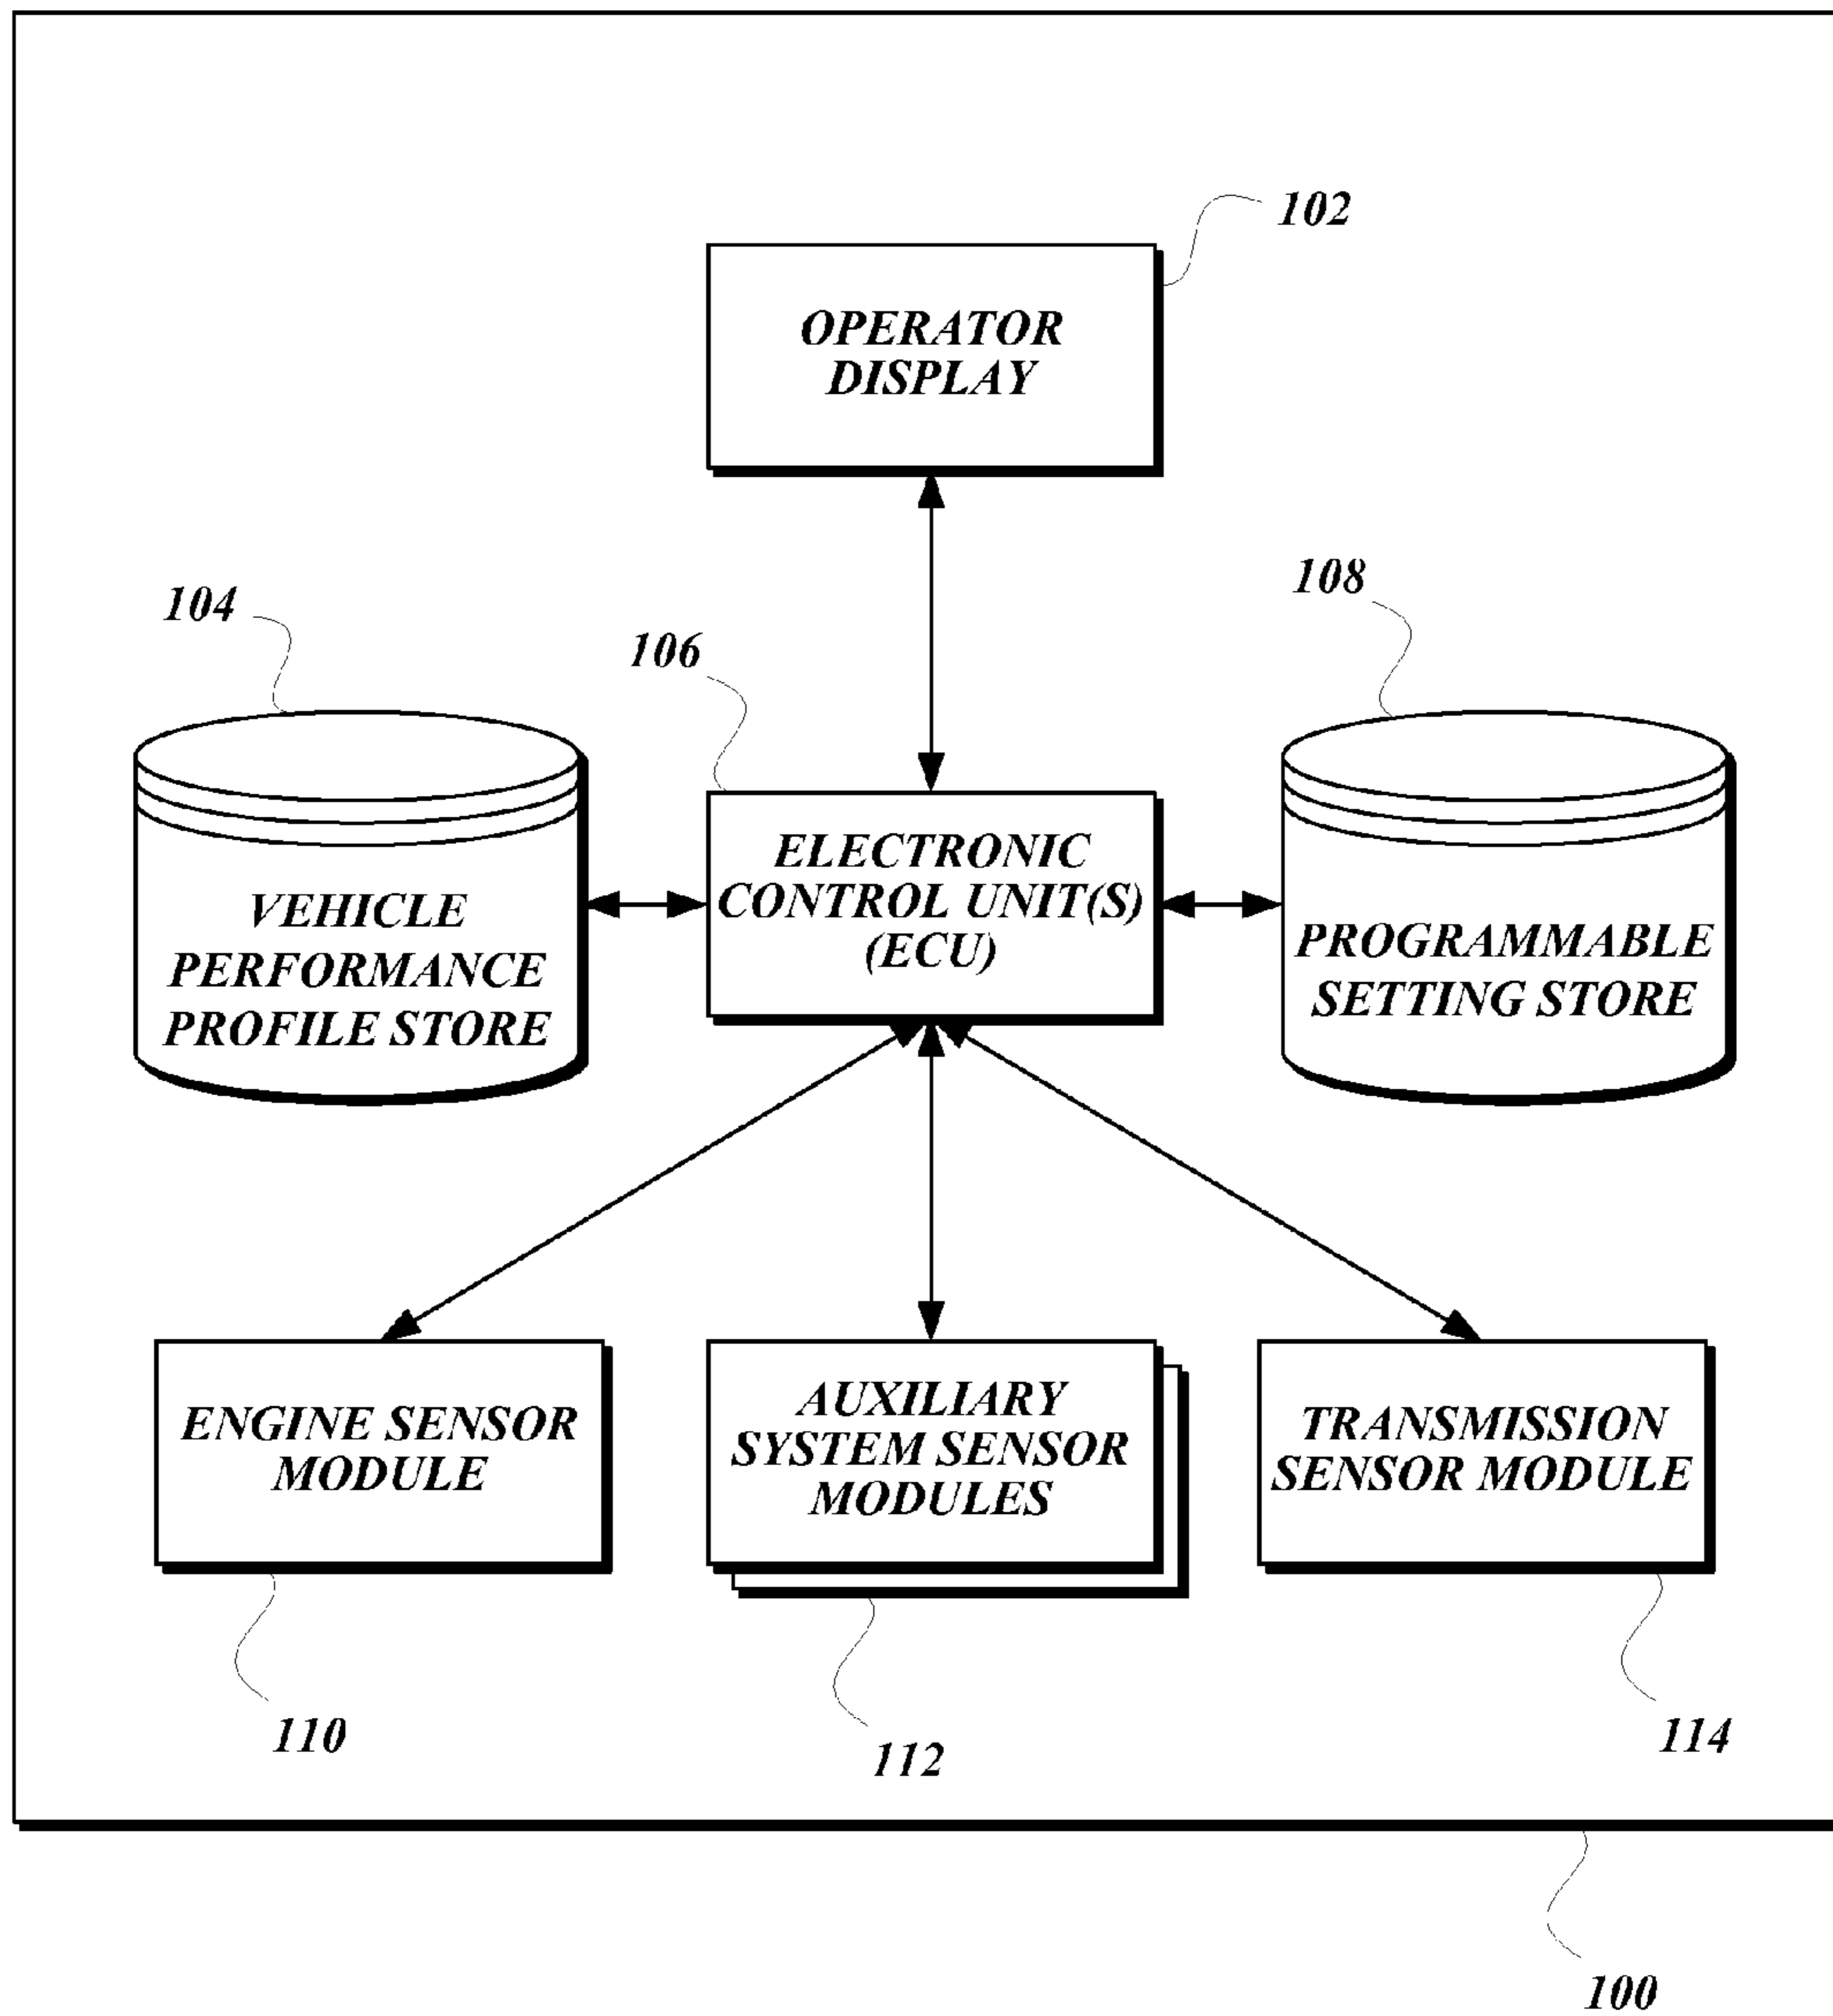 102
OPERATOR
DISPLAY
104
106
108
VEHICLE
PERFORMANCE
PROFILE STORE
ELECTRONIC
CONTROL UNIT(S)
(ECU)
PROGRAMMABLE
SETTING STORE
ENGINE SENSOR
MODULE
AUXILIARY
SYSTEM SENSOR
MODULES
TRANSMISSION
SENSOR MODULE
110
112
114
100